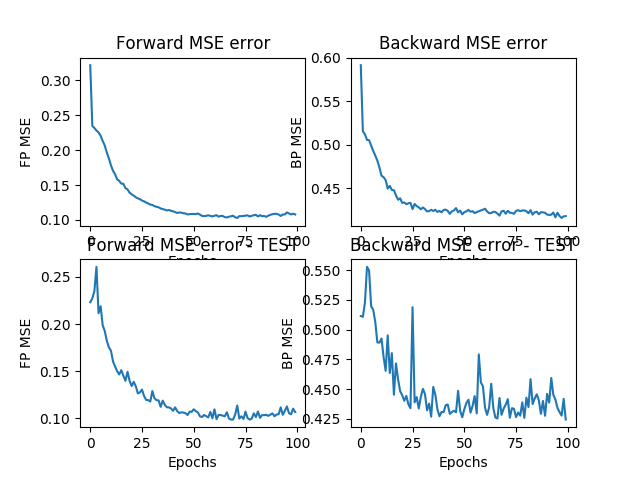 Forward MSE error
Backward MSE error
FP MSE
0.30
0.25
0.20
0.15
0.10
0 25 50 75 100
Epochs
BP MSE
0.60
0.55
0.50
0.45
0 25 50 75 100
Epochs
Forward MSE error - TEST
Backward MSE error - TEST
FP MSE
0.25
0.20
0.15
0.10
0 25 50 75 100
Epochs
BP MSE
0.550
0.525
0.500
0.475
0.450
0.425
0 25 50 75 100
Epochs